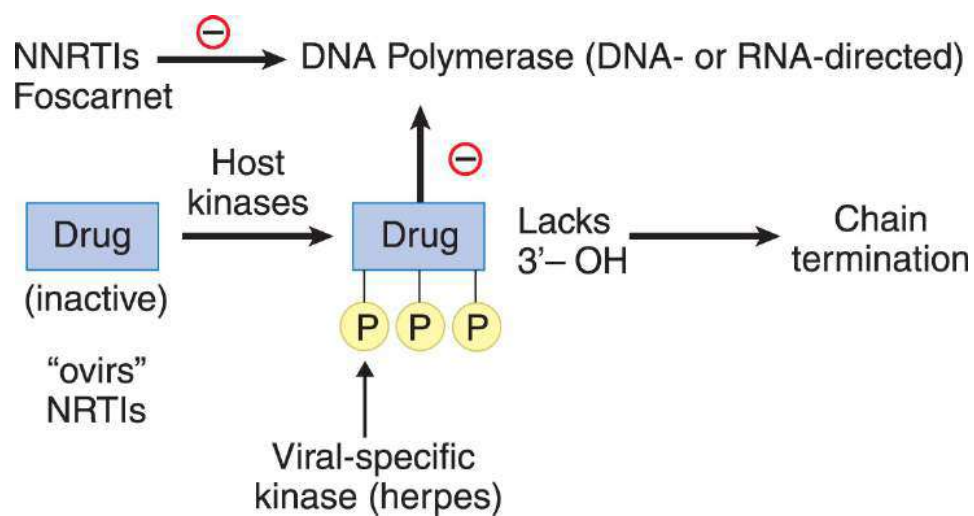 NNRTIs
Foscarnet
⊖
DNA Polymerase (DNA- or RNA-directed)
⊖
Host
kinases
Drug
(inactive)
"ovirs"
NRTIs
Drug
P P P
Lacks
3'– OH
Chain
termination
Viral-specific
kinase (herpes)